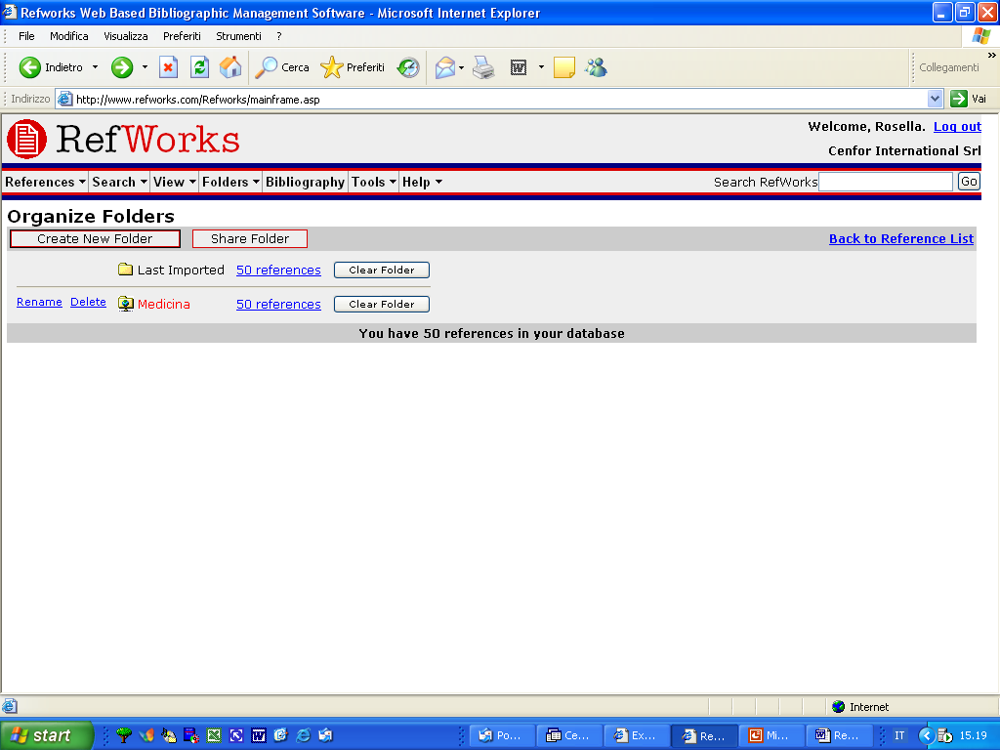 Refworks Web Based Bibliographic Management Software - Microsoft Internet Explorer
File Modifica Visualizza Preferiti Strumenti ?
Indietro Cerca Preferiti Collegamenti »
Indirizzo http://www.refworks.com/Refworks/mainframe.asp Vai
RefWorks
Welcome, Rosella. Log out
Cenfor International Srl
References Search View Folders Bibliography Tools Help Search RefWorks Go
Organize Folders
Create New Folder Share Folder Back to Reference List
Last Imported 50 references Clear Folder
Rename Delete Medicina 50 references Clear Folder
You have 50 references in your database
Internet
start Po... Ce... Ex... Re... Mi... Re... IT 15.19